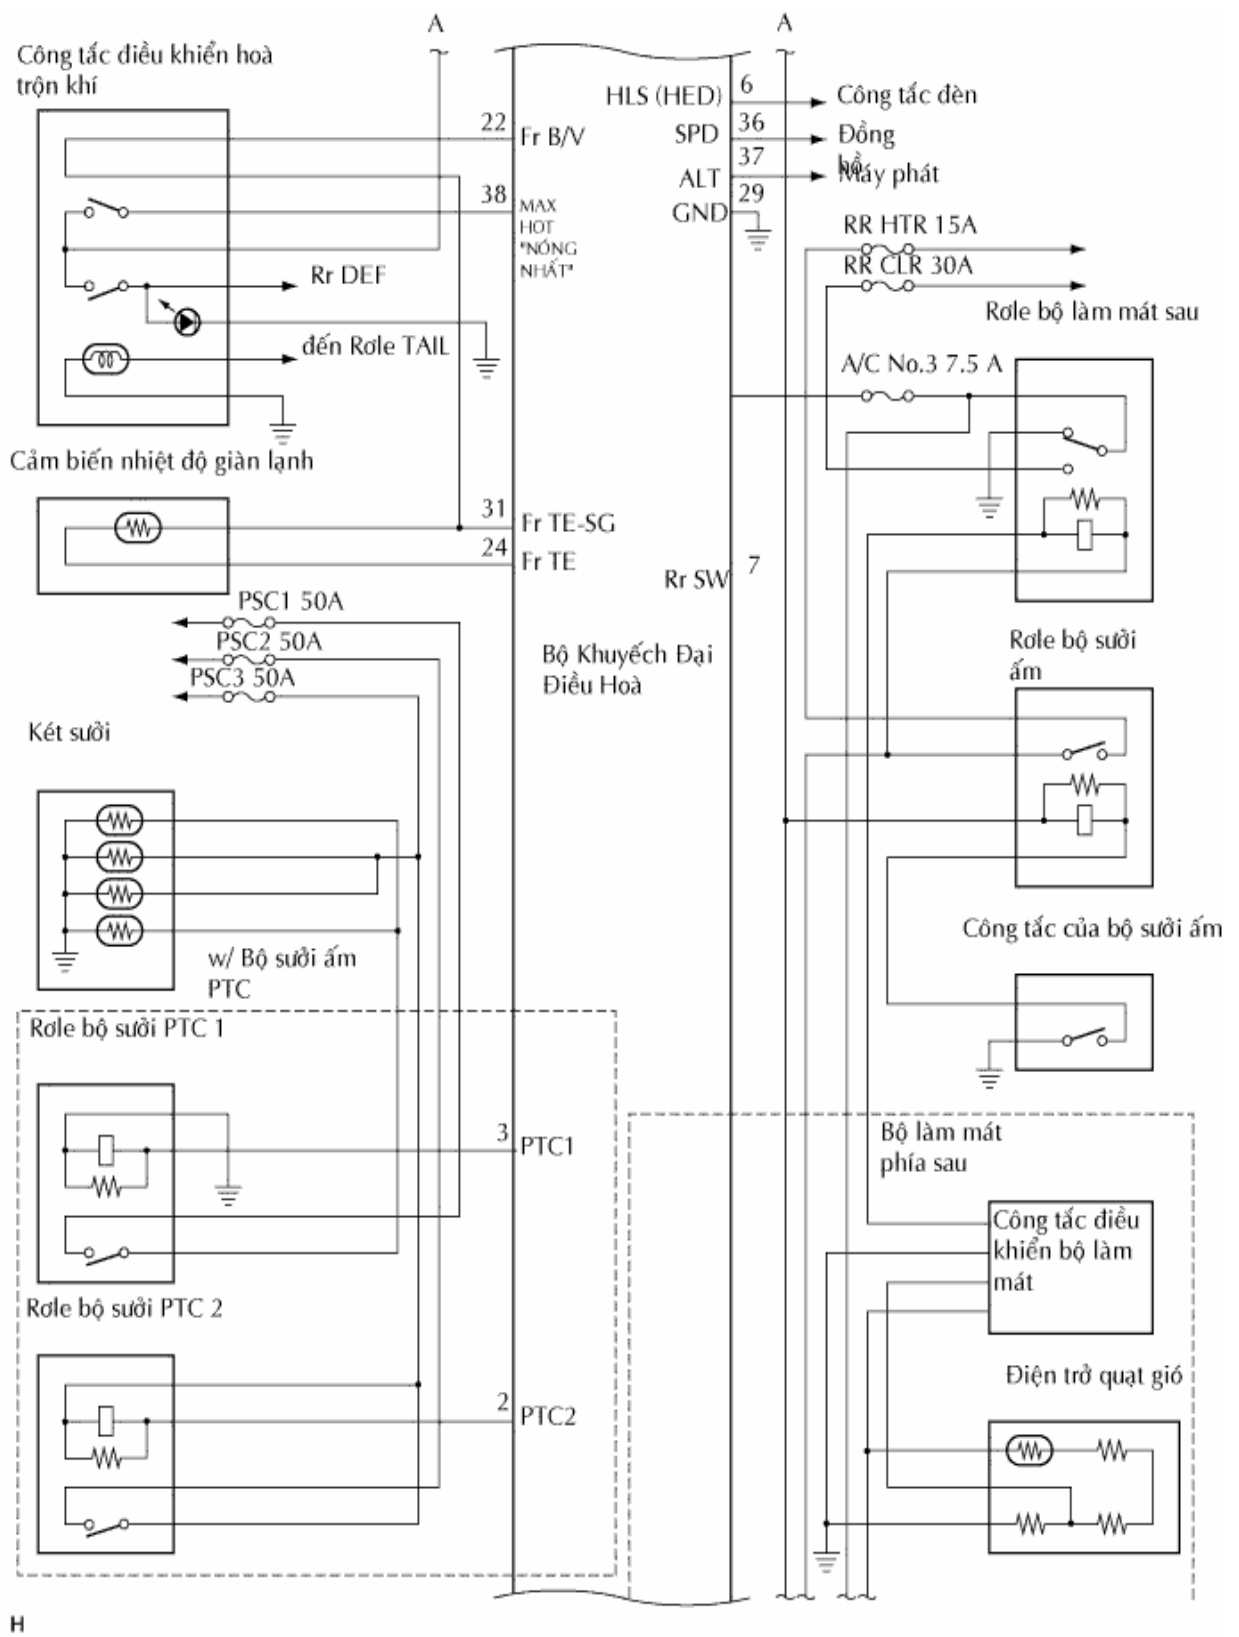 A
A
Công tắc điều khiển hoà
trộn khí
22
Fr B/V
38
MAX
HOT
"NÓNG
NHẤT"
Rr DEF
đến Rơle TAIL
HLS (HED)
6
Công tắc đèn
SPD
36
Đồng
hồ
ALT
37
Máy phát
GND
29
RR HTR 15A
RR CLR 30A
Rơle bộ làm mát sau
A/C No.3 7.5 A
Cảm biến nhiệt độ giàn lạnh
31
Fr TE-SG
24
Fr TE
Rr SW
7
PSC1 50A
PSC2 50A
PSC3 50A
Bộ Khuyếch Đại
Điều Hoà
Rơle bộ sưởi
ấm
Két sưởi
w/ Bộ sưởi ấm
PTC
Công tắc của bộ sưởi ấm
Rơle bộ sưởi PTC 1
3
PTC1
Rơle bộ sưởi PTC 2
2
PTC2
Bộ làm mát
phía sau
Công tắc điều
khiển bộ làm
mát
Điện trở quạt gió
H